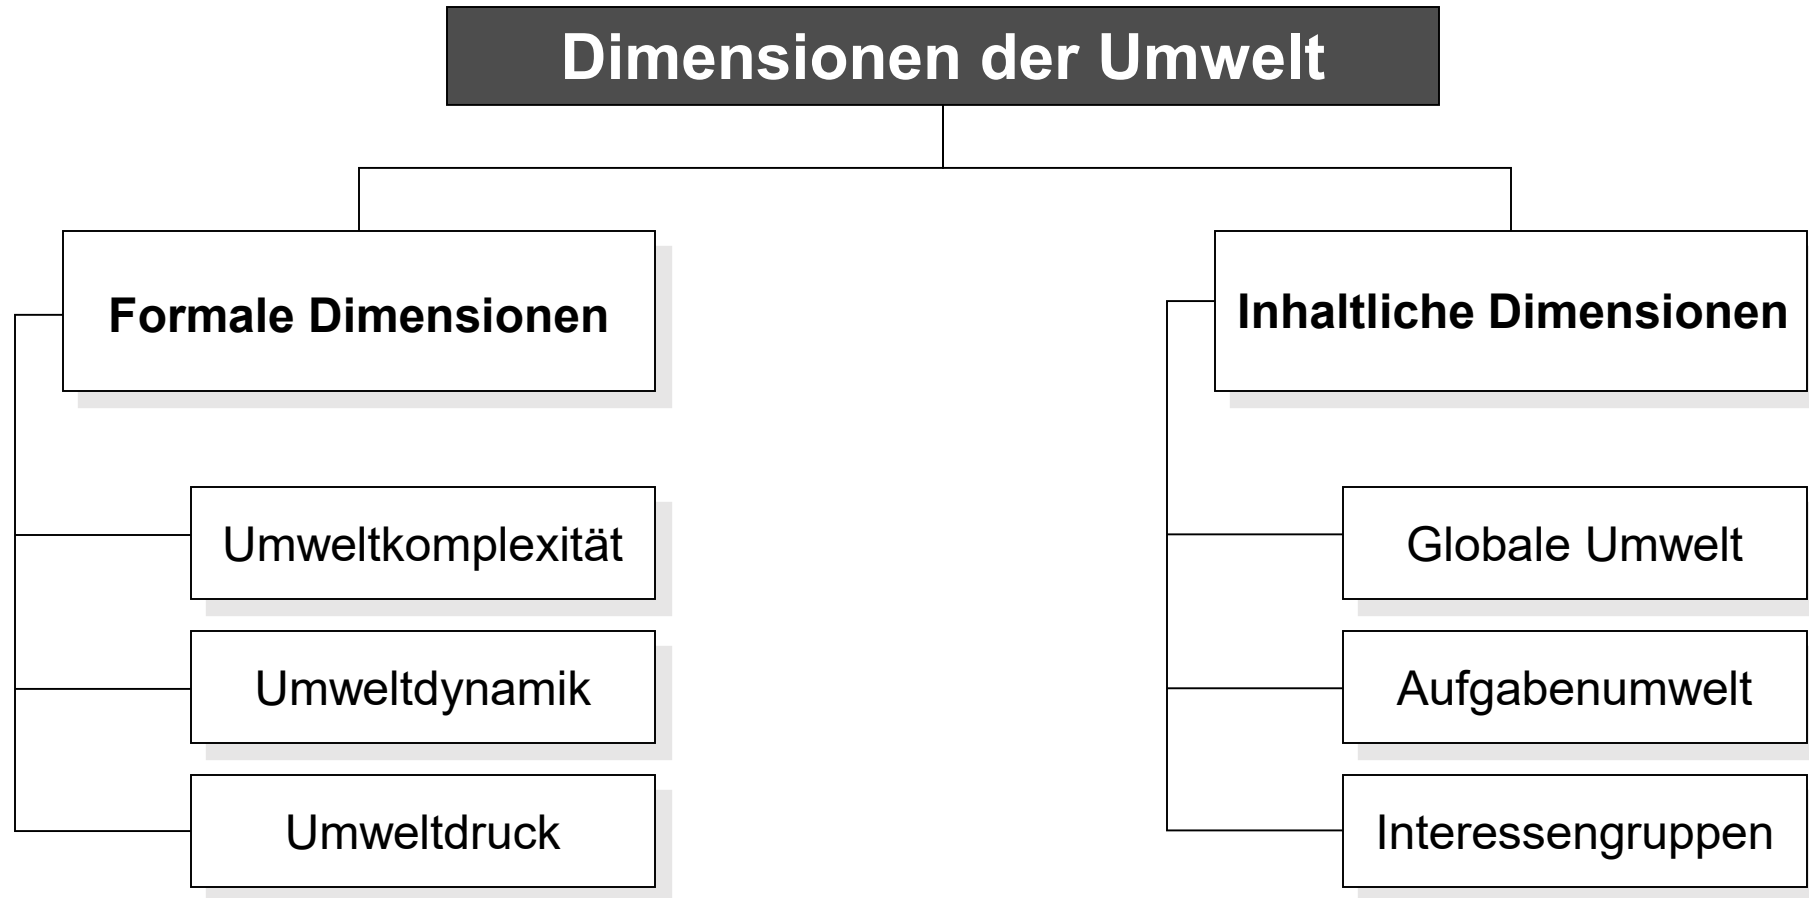 Dimensionen der Umwelt
Formale Dimensionen
Umweltkomplexität
Umweltdynamik
Umweltdruck
Inhaltliche Dimensionen
Globale Umwelt
Aufgabenumwelt
Interessengruppen